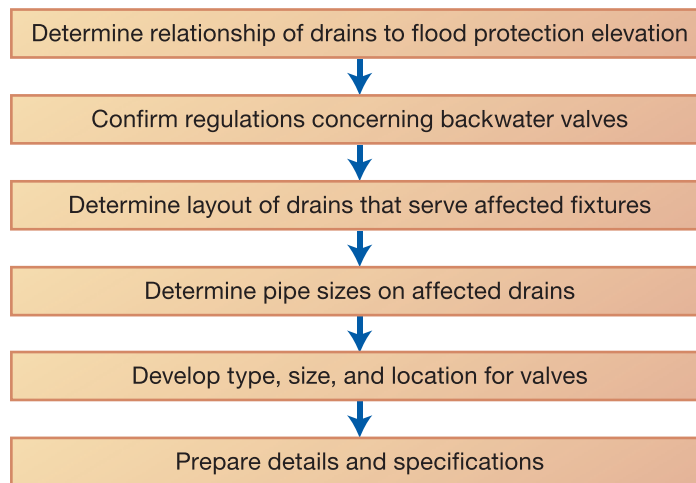 Determine relationship of drains to flood protection elevation
Confirm regulations concerning backwater valves
Determine layout of drains that serve affected fixtures
Determine pipe sizes on affected drains
Develop type, size, and location for valves
Prepare details and specifications